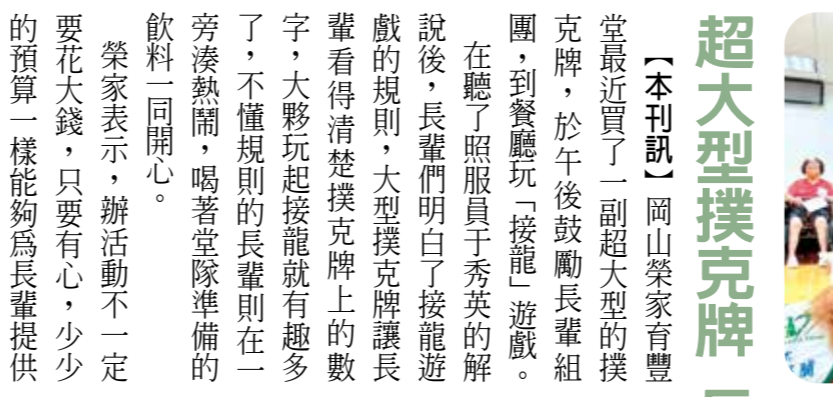 超大型撲克牌
【本刊訊】岡山榮家育豐
堂最近買了一副超大型的撲
克牌，於午後鼓勵長輩組
團，到餐廳玩「接龍」遊戲。
在聽了照服員于秀英的解
說後，長輩們明白了接龍遊
戲的規則，大型撲克牌讓長
輩看得清楚撲克牌上的數
字，大夥玩起接龍就有趣多
了，不懂規則的長輩則在一
旁湊熱鬧，喝著堂隊準備的
飲料一同開心。
榮家表示，辦活動不一定
要花大錢，只要有心，少少
的預算一樣能夠為長輩提供